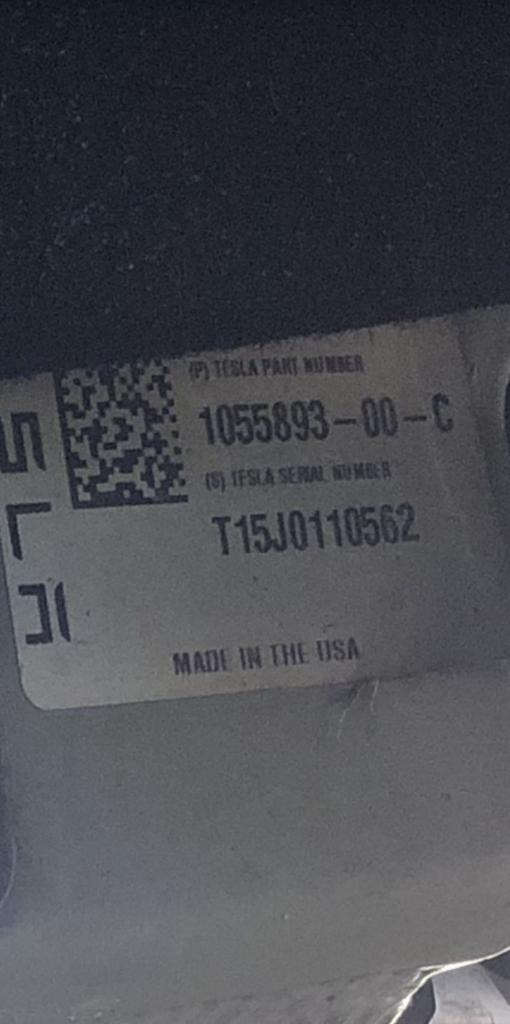 (P) TESLA PART NUMBER
1055893-00-C
(S) TESLA SERIAL NUMBER
T15J0110562
MADE IN THE USA